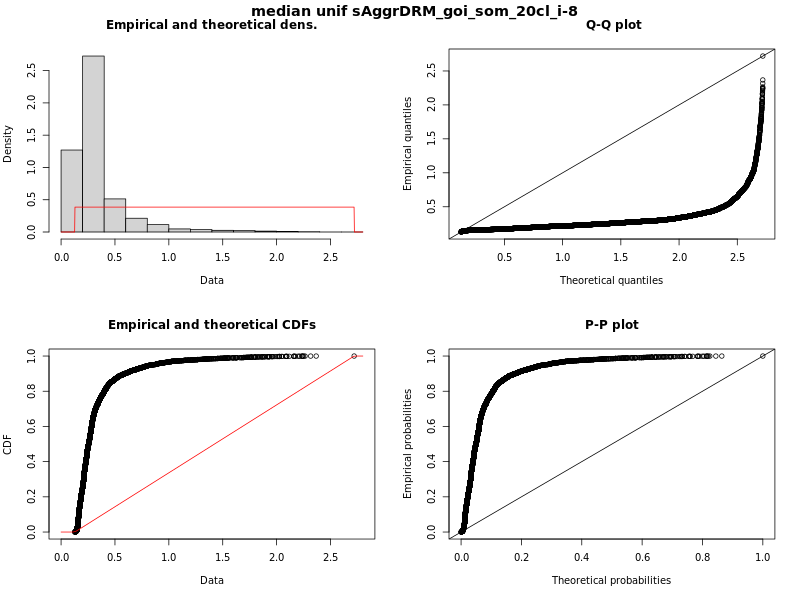 median unif sAggrDRM_goi_som_20cl_i-8
Empirical and theoretical dens.
Density
0.0 0.5 1.0 1.5 2.0 2.5
0.0 0.5 1.0 1.5 2.0 2.5
Data
Q-Q plot
Empirical quantiles
0.5 1.0 1.5 2.0 2.5
0.5 1.0 1.5 2.0 2.5
Theoretical quantiles
Empirical and theoretical CDFs
CDF
0.0 0.2 0.4 0.6 0.8 1.0
0.0 0.5 1.0 1.5 2.0 2.5
Data
P-P plot
Empirical probabilities
0.0 0.2 0.4 0.6 0.8 1.0
0.0 0.2 0.4 0.6 0.8 1.0
Theoretical probabilities